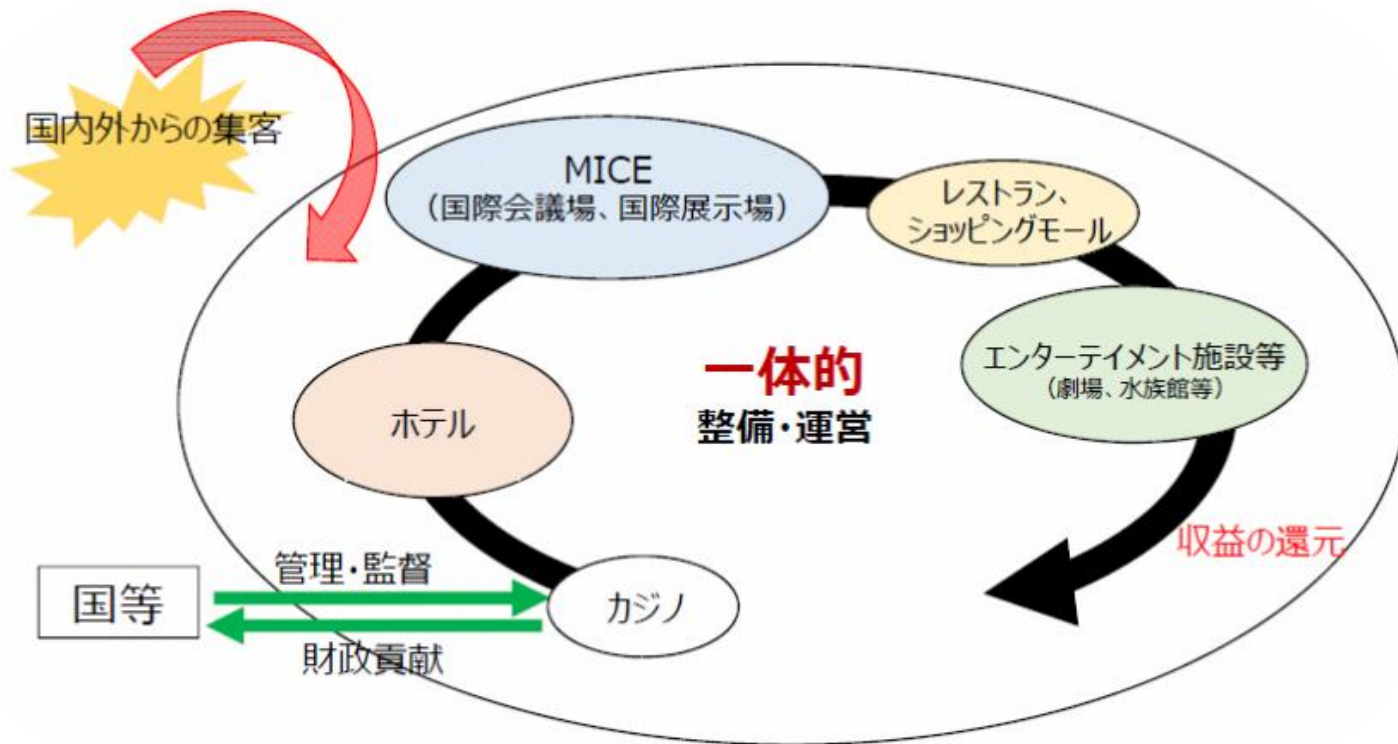 国内外からの集客
MICE
（国際会議場、国際展示場）
レストラン、
ショッピングモール
エンターテイメント施設等
（劇場、水族館等）
一体的
整備・運営
ホテル
収益の還元
管理・監督
国等
カジノ
財政貢献